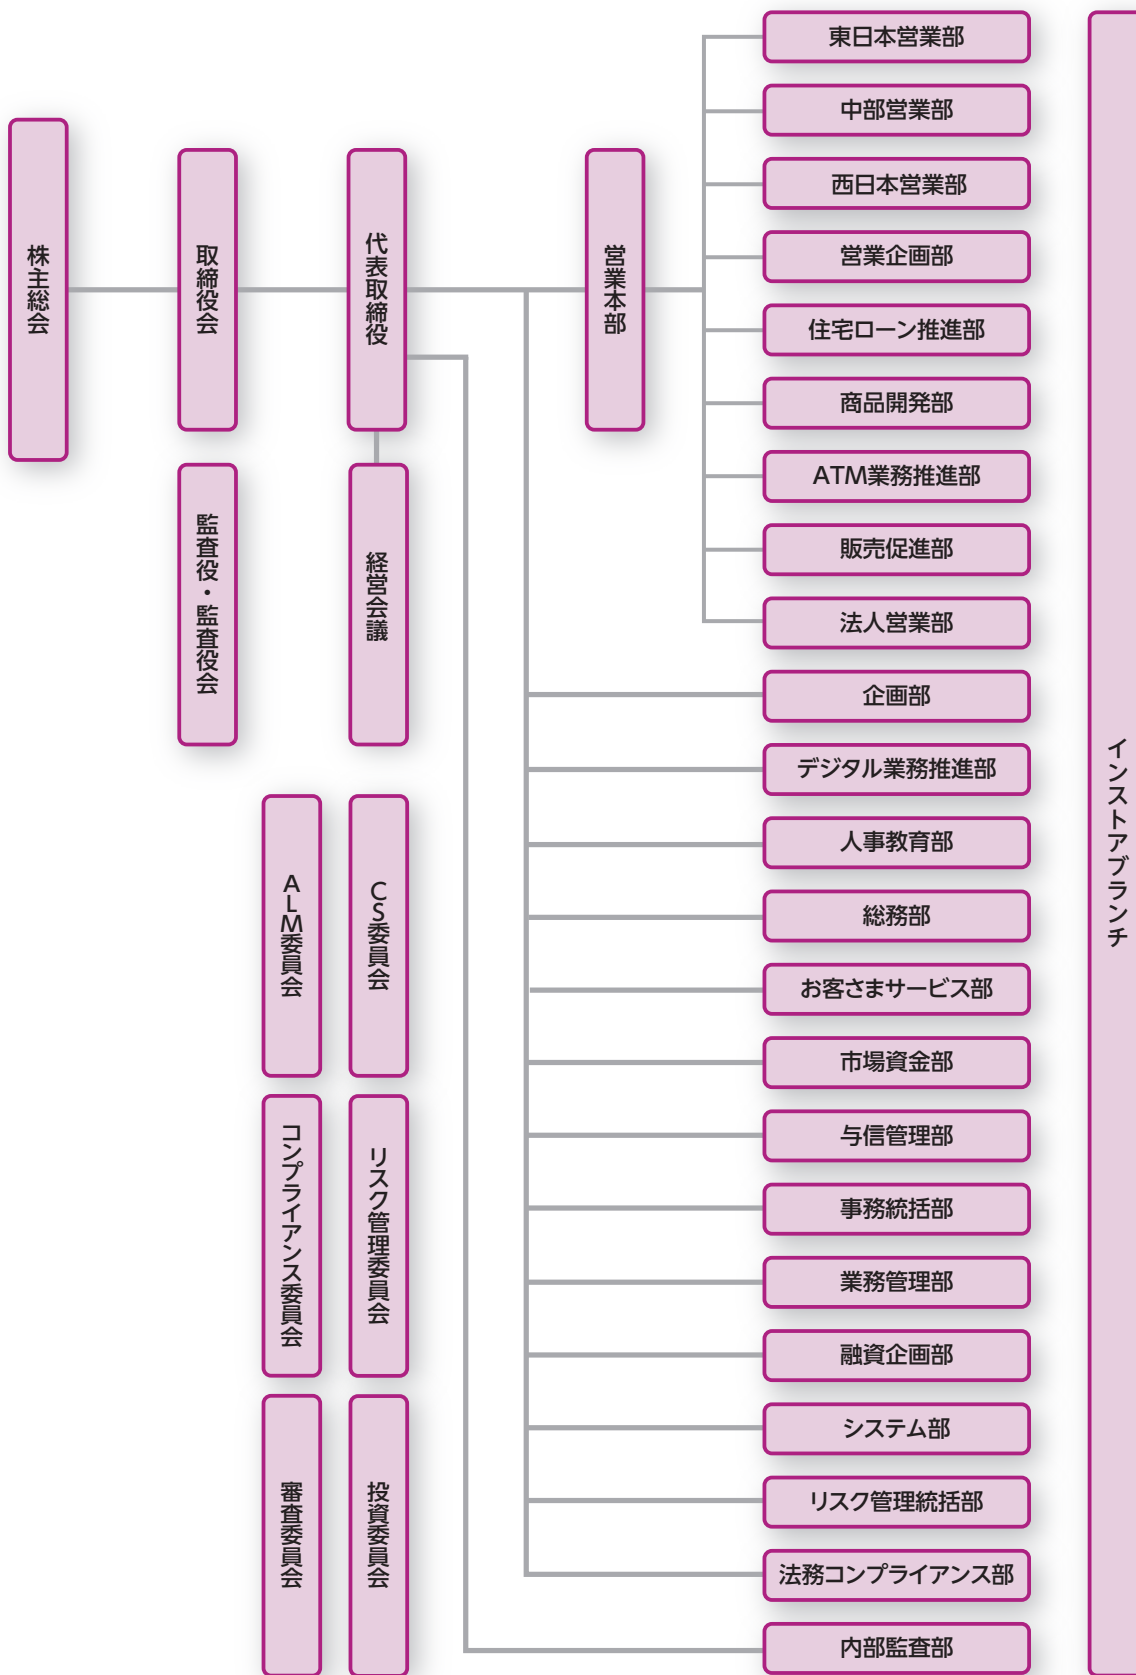 株主総会
取締役会
監査役・監査役会
代表取締役
経営会議
ALM委員会
CS委員会
コンプライアンス委員会
リスク管理委員会
審査委員会
投資委員会
営業本部
東日本営業部
中部営業部
西日本営業部
営業企画部
住宅ローン推進部
商品開発部
ATM業務推進部
販売促進部
法人営業部
企画部
デジタル業務推進部
人事教育部
総務部
お客さまサービス部
市場資金部
与信管理部
事務統括部
業務管理部
融資企画部
システム部
リスク管理統括部
法務コンプライアンス部
内部監査部
インストアブランチ